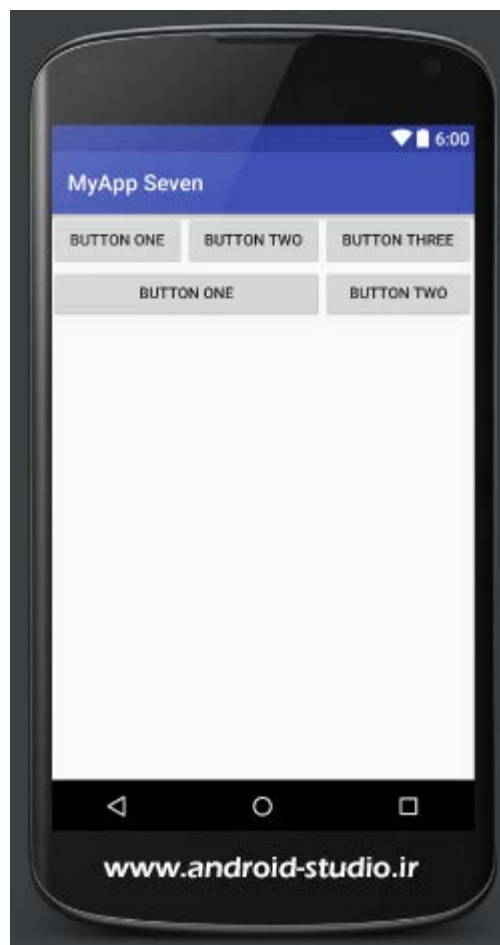 6:00
MyApp Seven
BUTTON ONE BUTTON TWO BUTTON THREE
BUTTON ONE BUTTON TWO
www.android-studio.ir